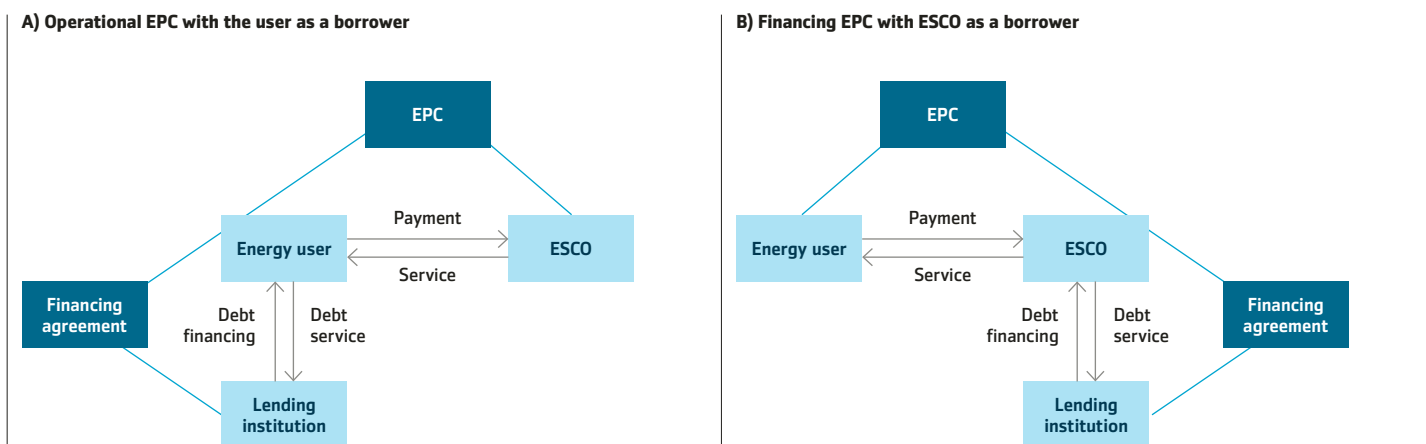 A) Operational EPC with the user as a borrower
EPC
Payment
Energy user
ESCO
Service
Financing
agreement
Debt
financing
Debt
service
Lending
institution
B) Financing EPC with ESCO as a borrower
EPC
Payment
Energy user
ESCO
Service
Debt
financing
Debt
service
Financing
agreement
Lending
institution